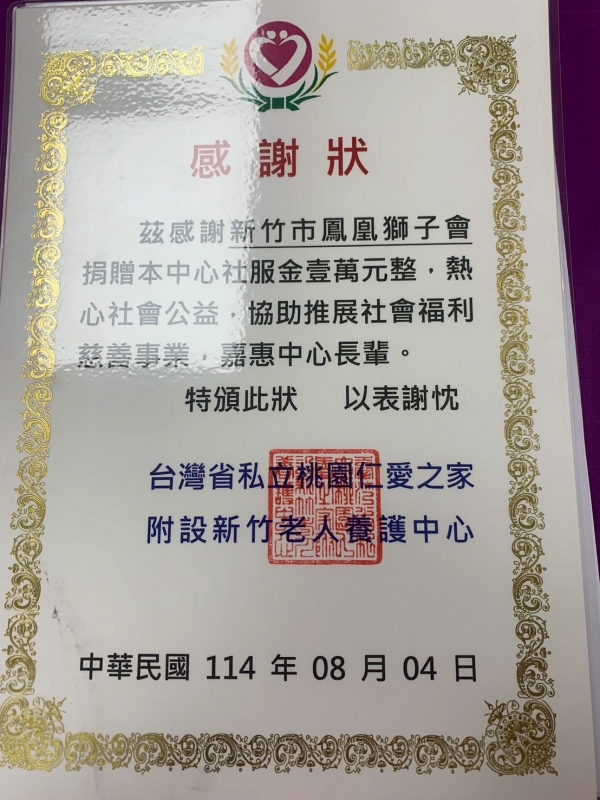 感謝狀
茲感謝新竹市鳳凰獅子會
捐贈本中心社服金壹萬元整，熱
心社會公益，協助推展社會福利
慈善事業，嘉惠中心長輩。
特頒此狀 以表謝忱
台灣省私立桃園仁愛之家
附設新竹老人養護中心
中華民國 114 年 08 月 04 日